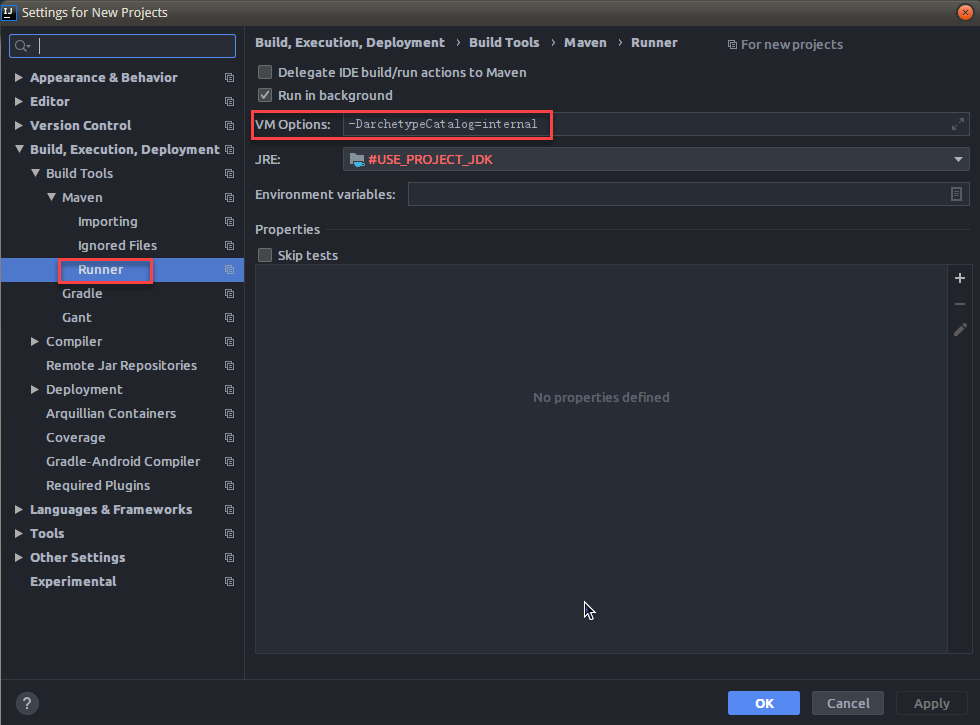 IJ Settings for New Projects
Build, Execution, Deployment › Build Tools › Maven › Runner For new projects
Appearance & Behavior
Editor
Version Control
Build, Execution, Deployment
Build Tools
Maven
Importing
Ignored Files
Runner
Gradle
Gant
Compiler
Remote Jar Repositories
Deployment
Arquillian Containers
Coverage
Gradle-Android Compiler
Required Plugins
Languages & Frameworks
Tools
Other Settings
Experimental
Delegate IDE build/run actions to Maven
Run in background
VM Options: -DarchetypeCatalog=internal
JRE: #USE_PROJECT_JDK
Environment variables:
Properties
Skip tests
No properties defined
? OK Cancel Apply